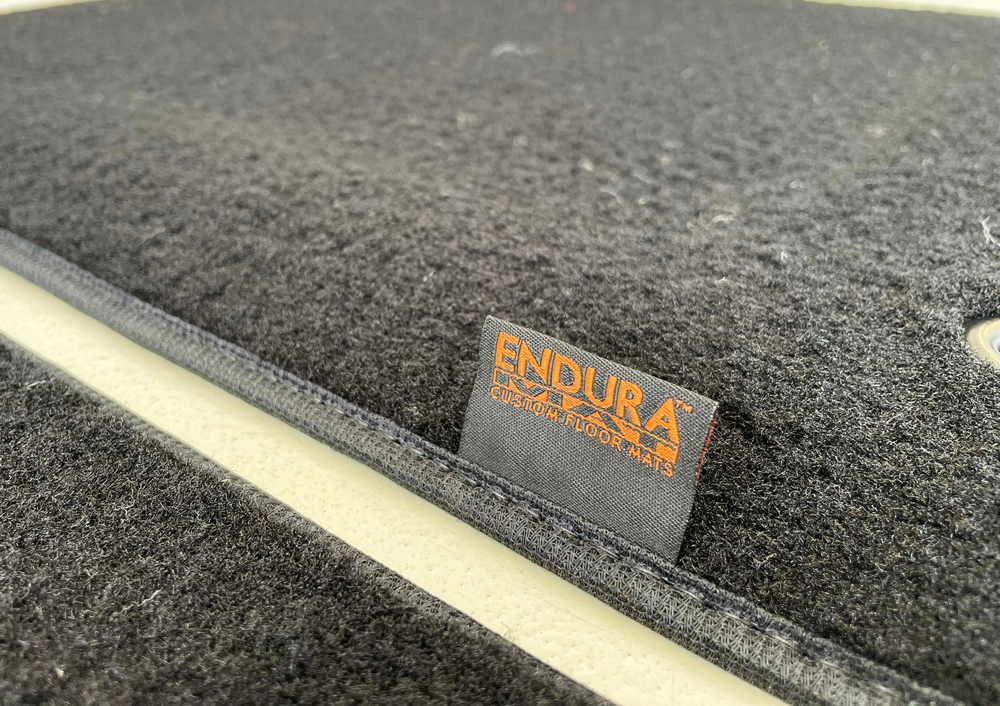 ENDURA™
CUSTOM FLOOR MATS